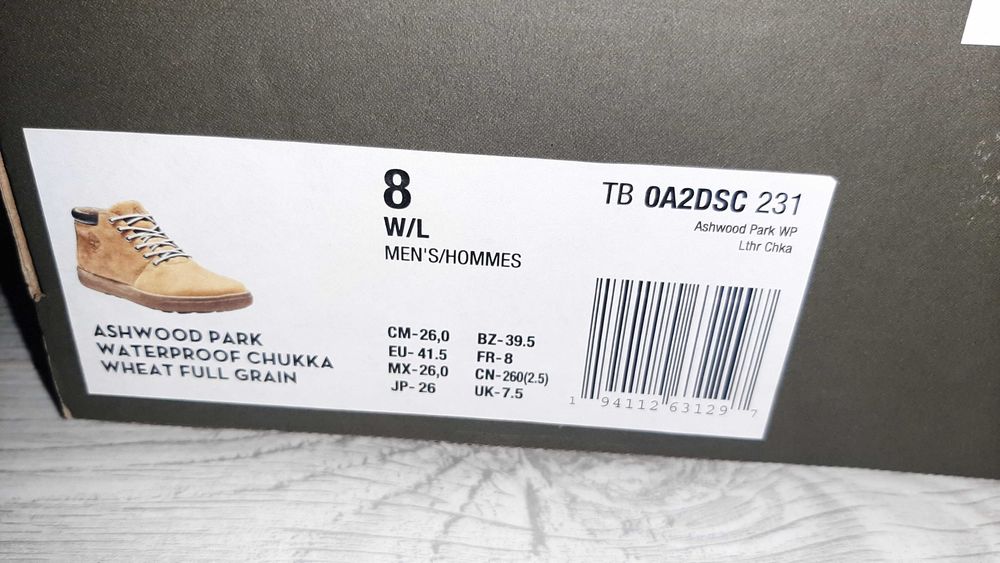 8
W/L
MEN'S/HOMMES
TB 0A2DSC 231
Ashwood Park WP
Lthr Chka
ASHWOOD PARK
WATERPROOF CHUKKA
WHEAT FULL GRAIN
CM-26,0 BZ-39.5
EU- 41.5 FR-8
MX-26,0 CN-260(2.5)
JP- 26 UK-7.5
1 94112 63129 7